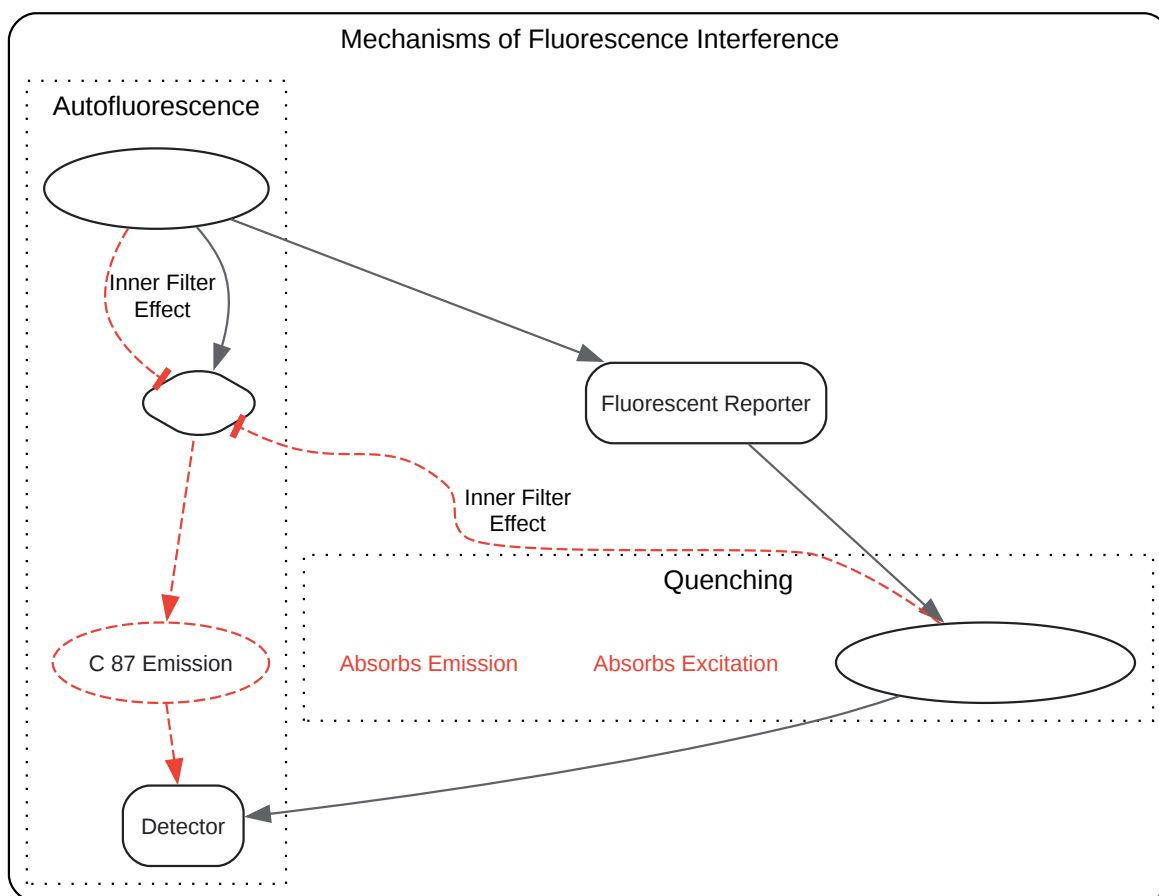 Mechanisms of Fluorescence Interference
Autofluorescence
Inner Filter
Effect
Fluorescent Reporter
Inner Filter
Effect
Quenching
C 87 Emission
Absorbs Emission
Absorbs Excitation
Detector